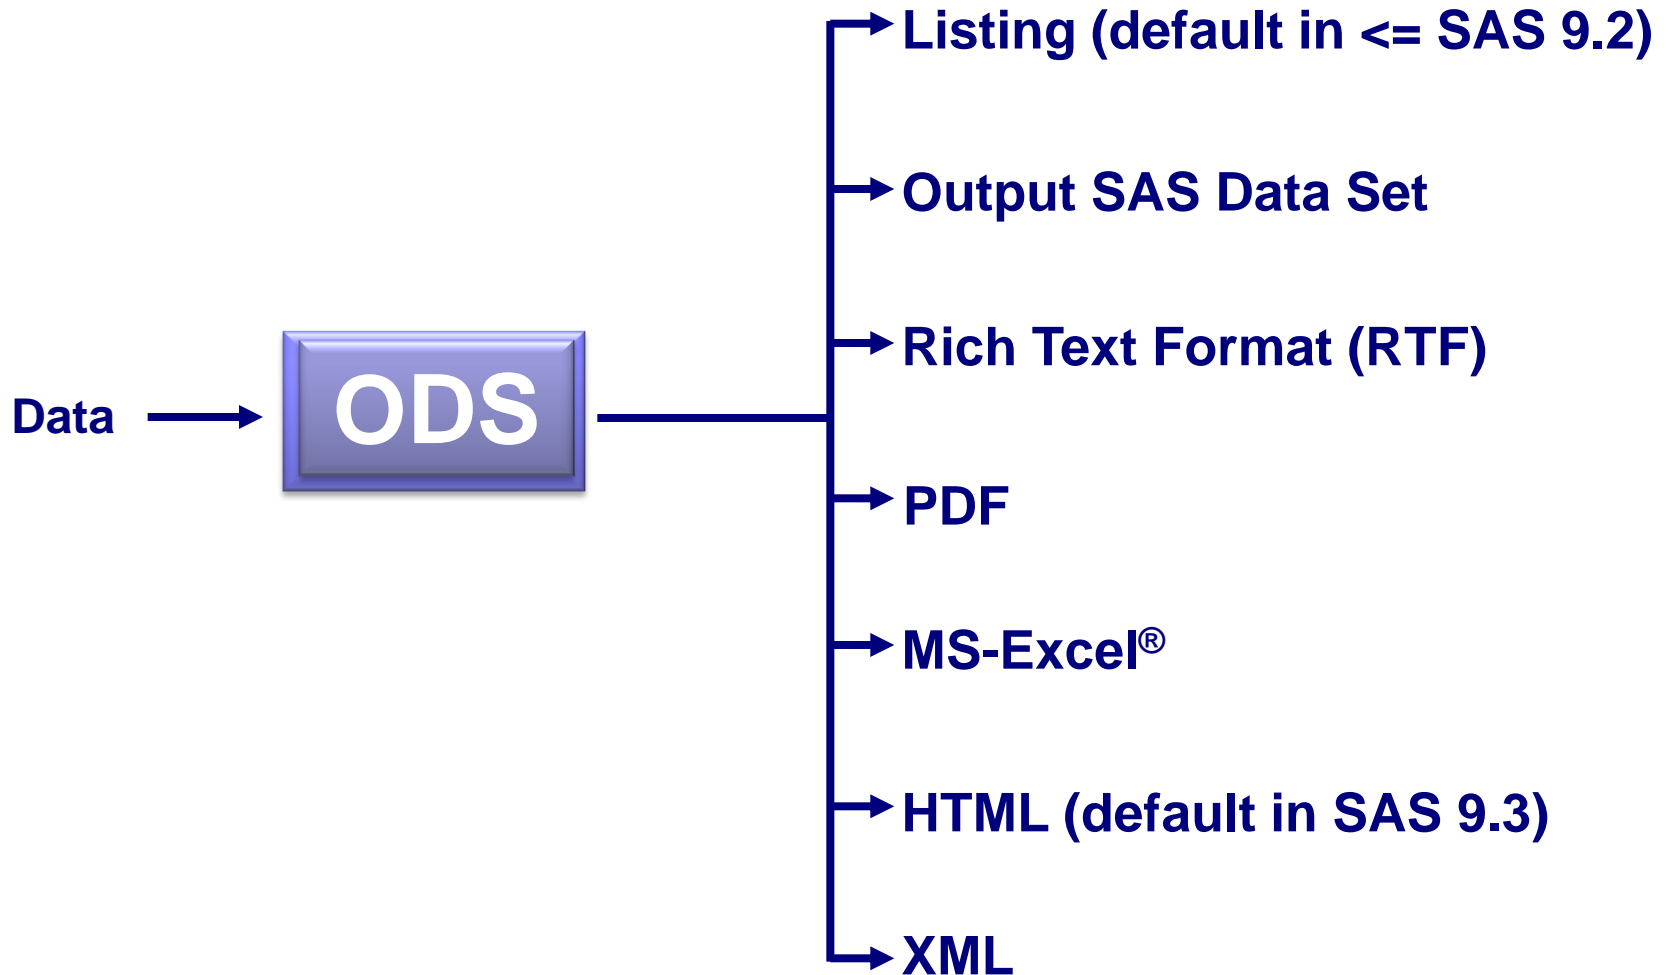 Data
ODS
Listing (default in <= SAS 9.2)
Output SAS Data Set
Rich Text Format (RTF)
PDF
MS-Excel®
HTML (default in SAS 9.3)
XML